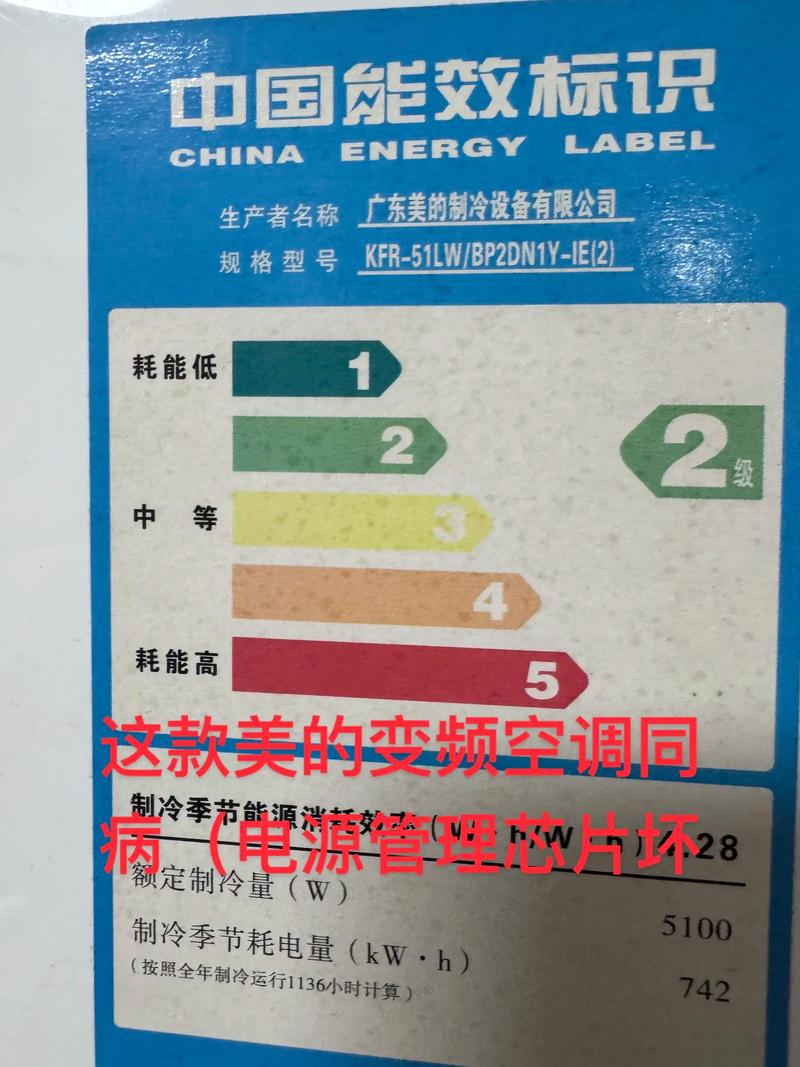 中国能效标识
CHINA ENERGY LABEL
生产者名称 广东美的制冷设备有限公司
规格型号 KFR-51LW/BP2DN1Y-IE(2)
耗能低 1
2 2级
中等 3
4
耗能高 5
这款美的变频空调同
病（电源管理芯片坏
制冷季节能源消耗效率(W·h/W·h) 4.28
额定制冷量(W) 5100
制冷季节耗电量(kW·h) 742
(按照全年制冷运行1136小时计算)